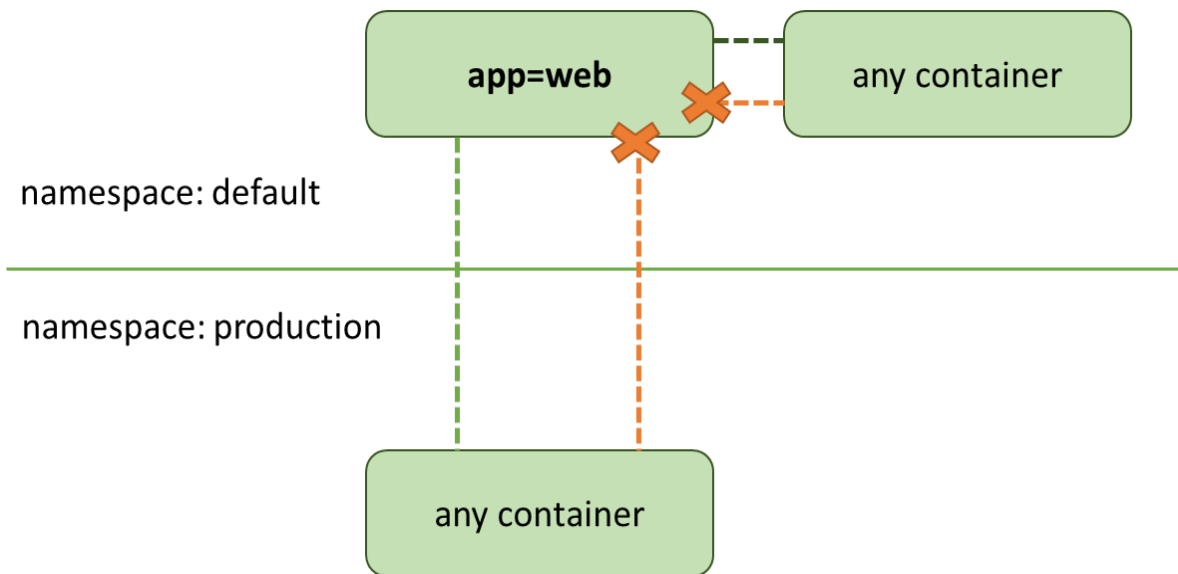 app=web
any container
namespace: default
namespace: production
any container